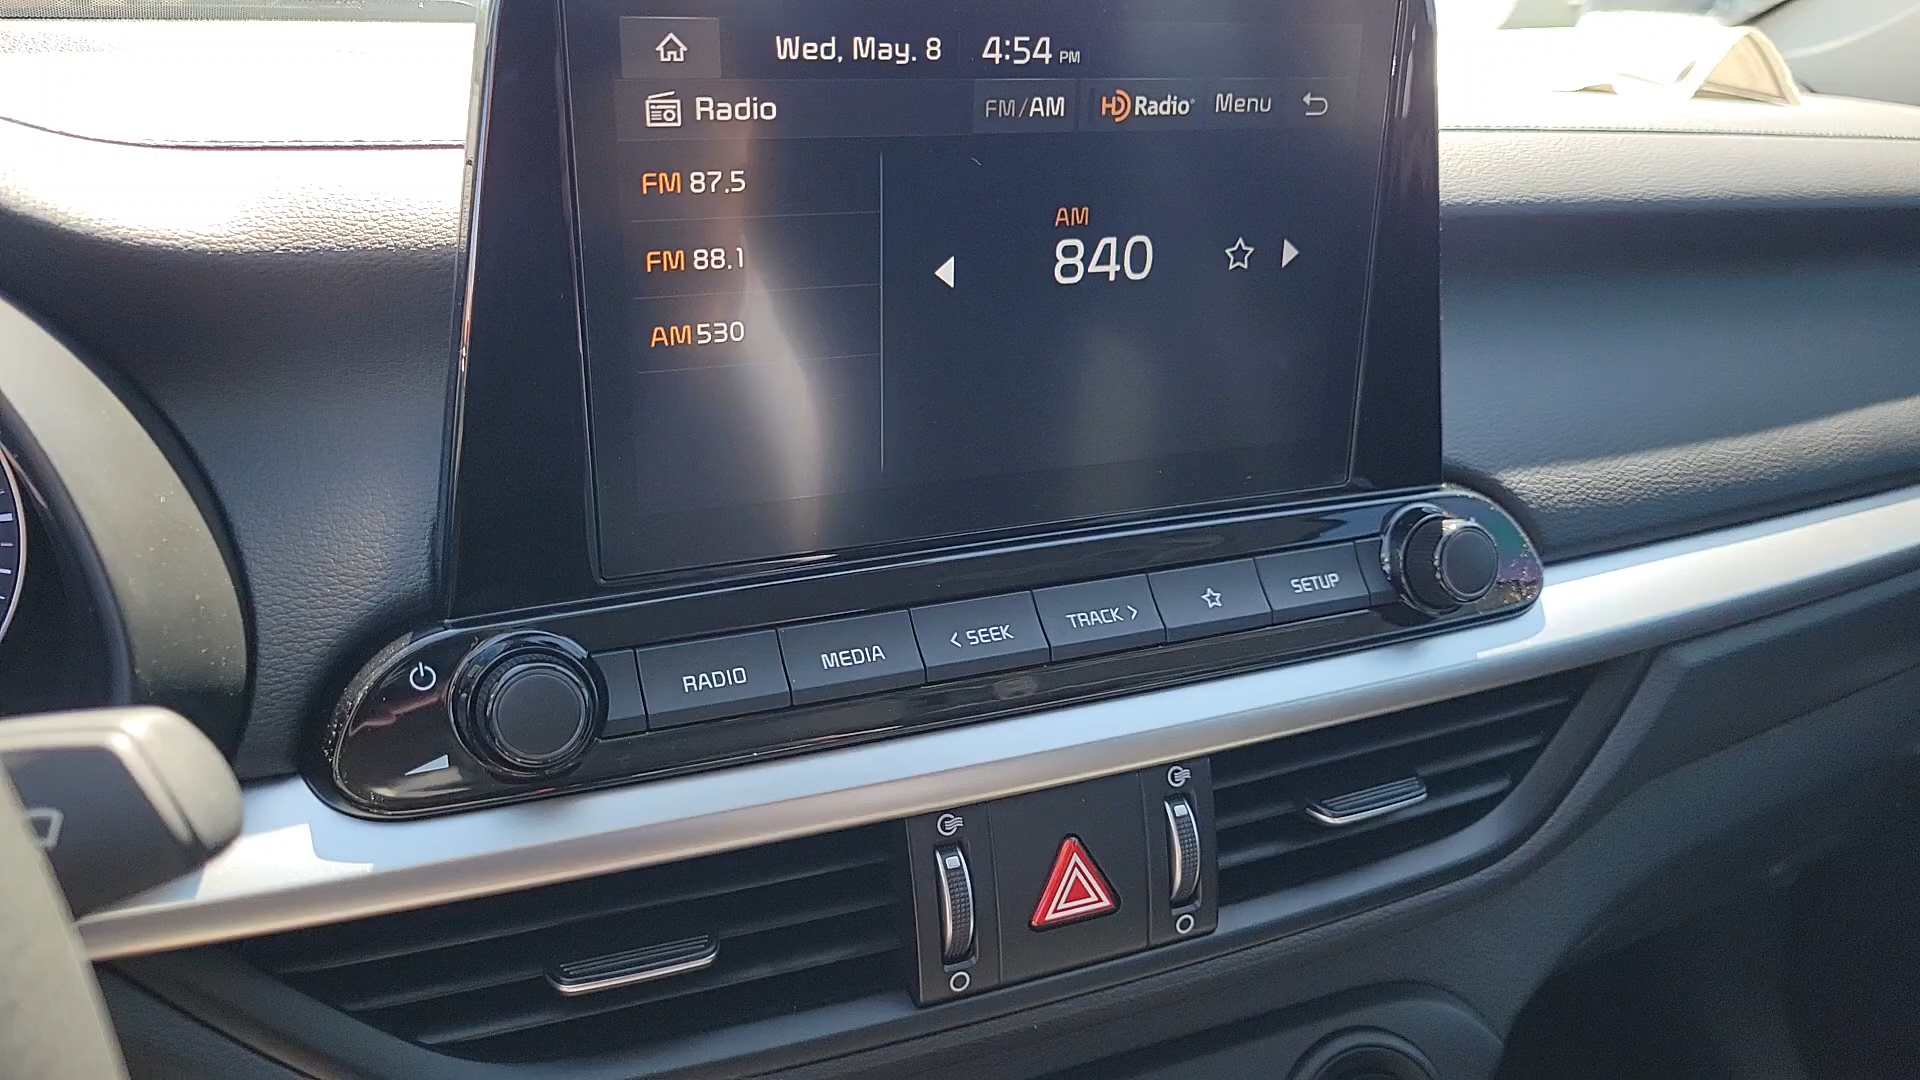 Wed, May. 8 4:54 PM
Radio FM/AM HD Radio Menu
FM 87.5
FM 88.1
AM 530
AM
840
RADIO MEDIA < SEEK TRACK > SETUP